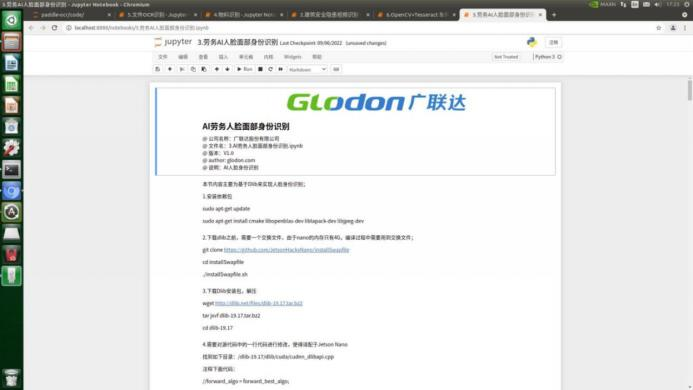 3.劳务AI人脸面部身份识别 - Jupyter Notebook - Chromium
paddle-ocr/code/
5.文件OCR识别 - Jupyter No
4.物料识别 - Jupyter Notebook
2.建筑安全隐患视频识别
6.OpenCV+Tesseract
3.劳务AI人脸面部身份识别
localhost:8888/notebooks/3.劳务AI人脸面部身份识别.ipynb
jupyter 3.劳务AI人脸面部身份识别 Last Checkpoint: 09/06/2022 (unsaved changes)
注销
文件 编辑 查看 插入 单元格 内核 Widgets 帮助
Not Trusted Python 3
Run Markdown
GLODON广联达
AI劳务人脸面部身份识别
@ 公司名称：广联达股份有限公司
@ 文件名：3.AI劳务人脸面部身份识别.ipynb
@ 版本：V1.0
@ author: glodon.com
@ 说明：AI人脸身份识别
本节内容主要为基于Dlib来实现人脸身份识别；
1.安装依赖包
sudo apt-get update
sudo apt-get install cmake libopenblas-dev liblapack-dev libjpeg-dev
2.下载dlib之前，需要一个交换文件，由于nano的内存只有4G，编译过程中需要用到交换文件；
git clone https://github.com/JetsonHacksNano/installSwapfile
cd installSwapfile
./installSwapfile.sh
3.下载Dlib安装包，解压
wget http://dlib.net/files/dlib-19.17.tar.bz2
tar jxvf dlib-19.17.tar.bz2
cd dlib-19.17
4.需要对源代码中的一行代码进行修改，使得适配于Jetson Nano
找到如下目录：/dlib-19.17/dlib/cuda/cudnn_dlibapi.cpp
注释下面代码：
//forward_algo = forward_best_algo;